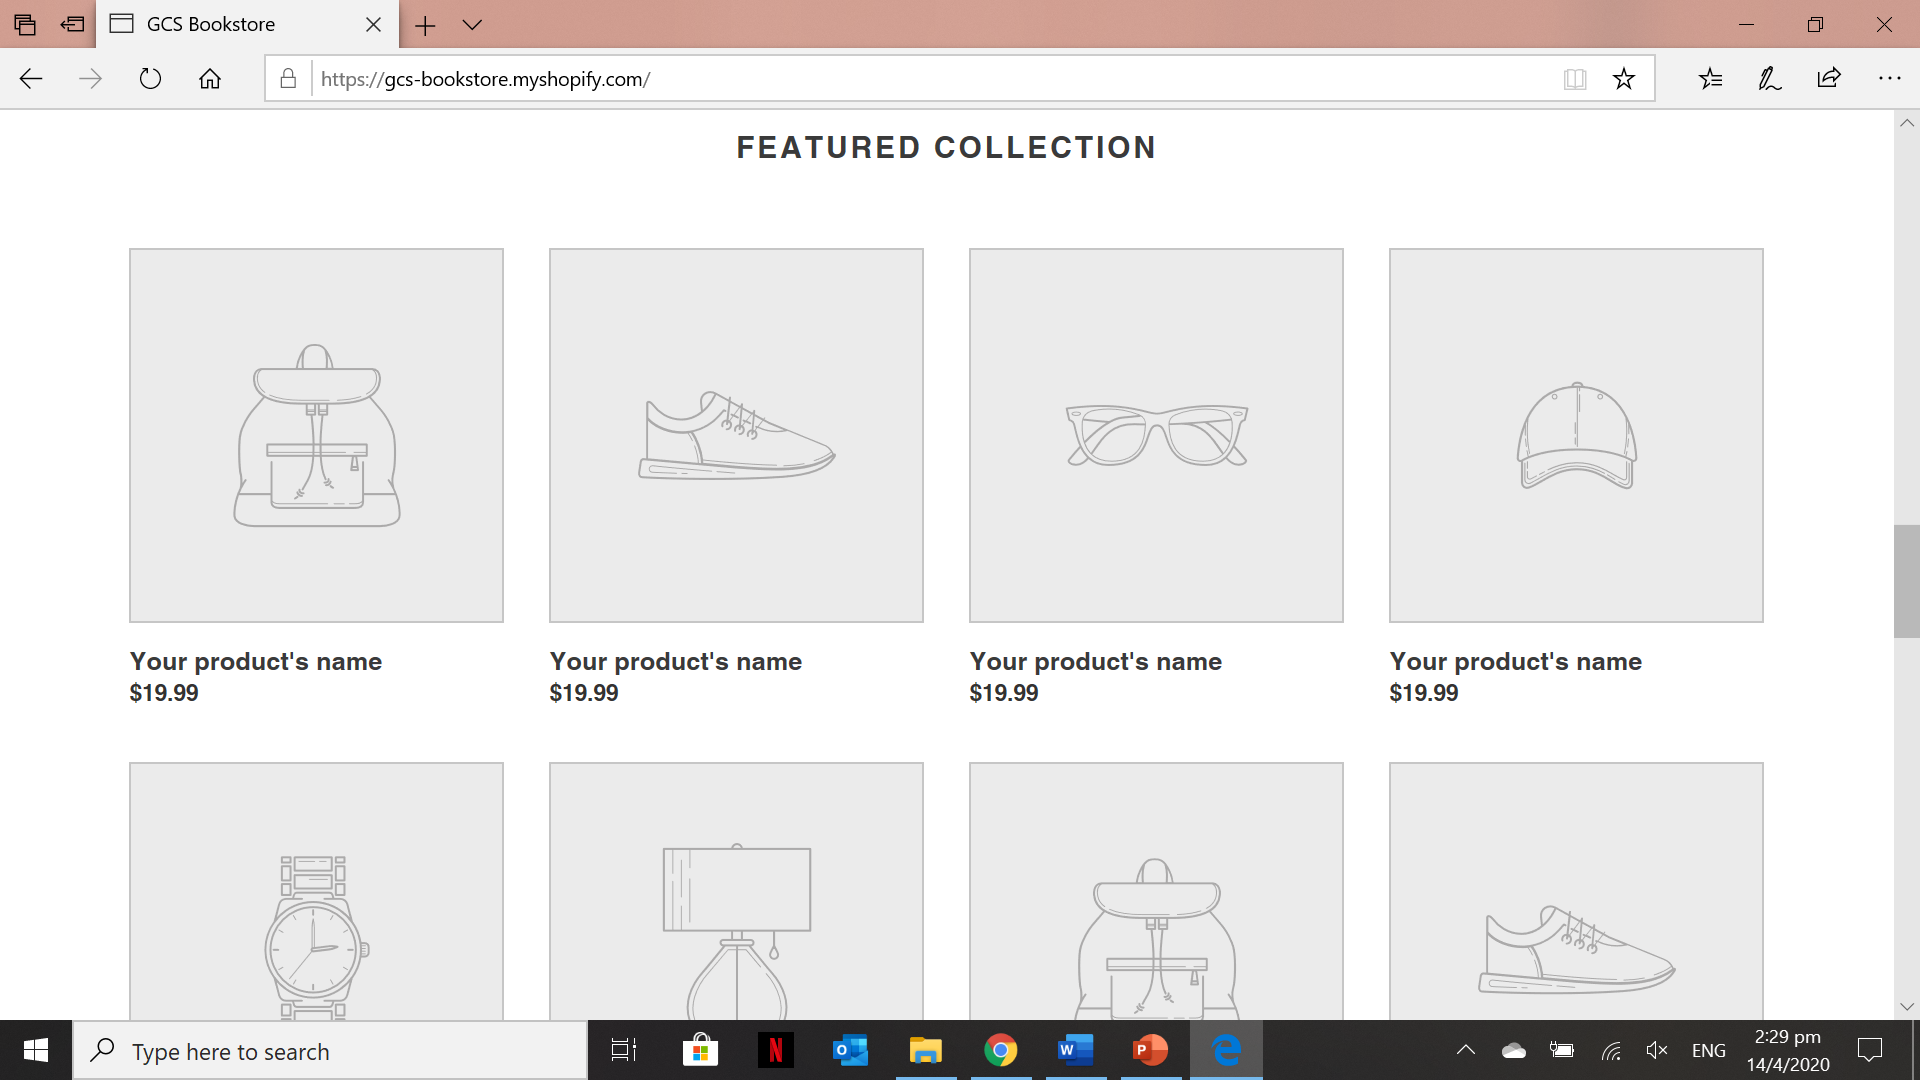 GCS Bookstore
https://gcs-bookstore.myshopify.com/
FEATURED COLLECTION
Your product's name
$19.99
Your product's name
$19.99
Your product's name
$19.99
Your product's name
$19.99
Type here to search
N
O
W
P
ENG
2:29 pm
14/4/2020